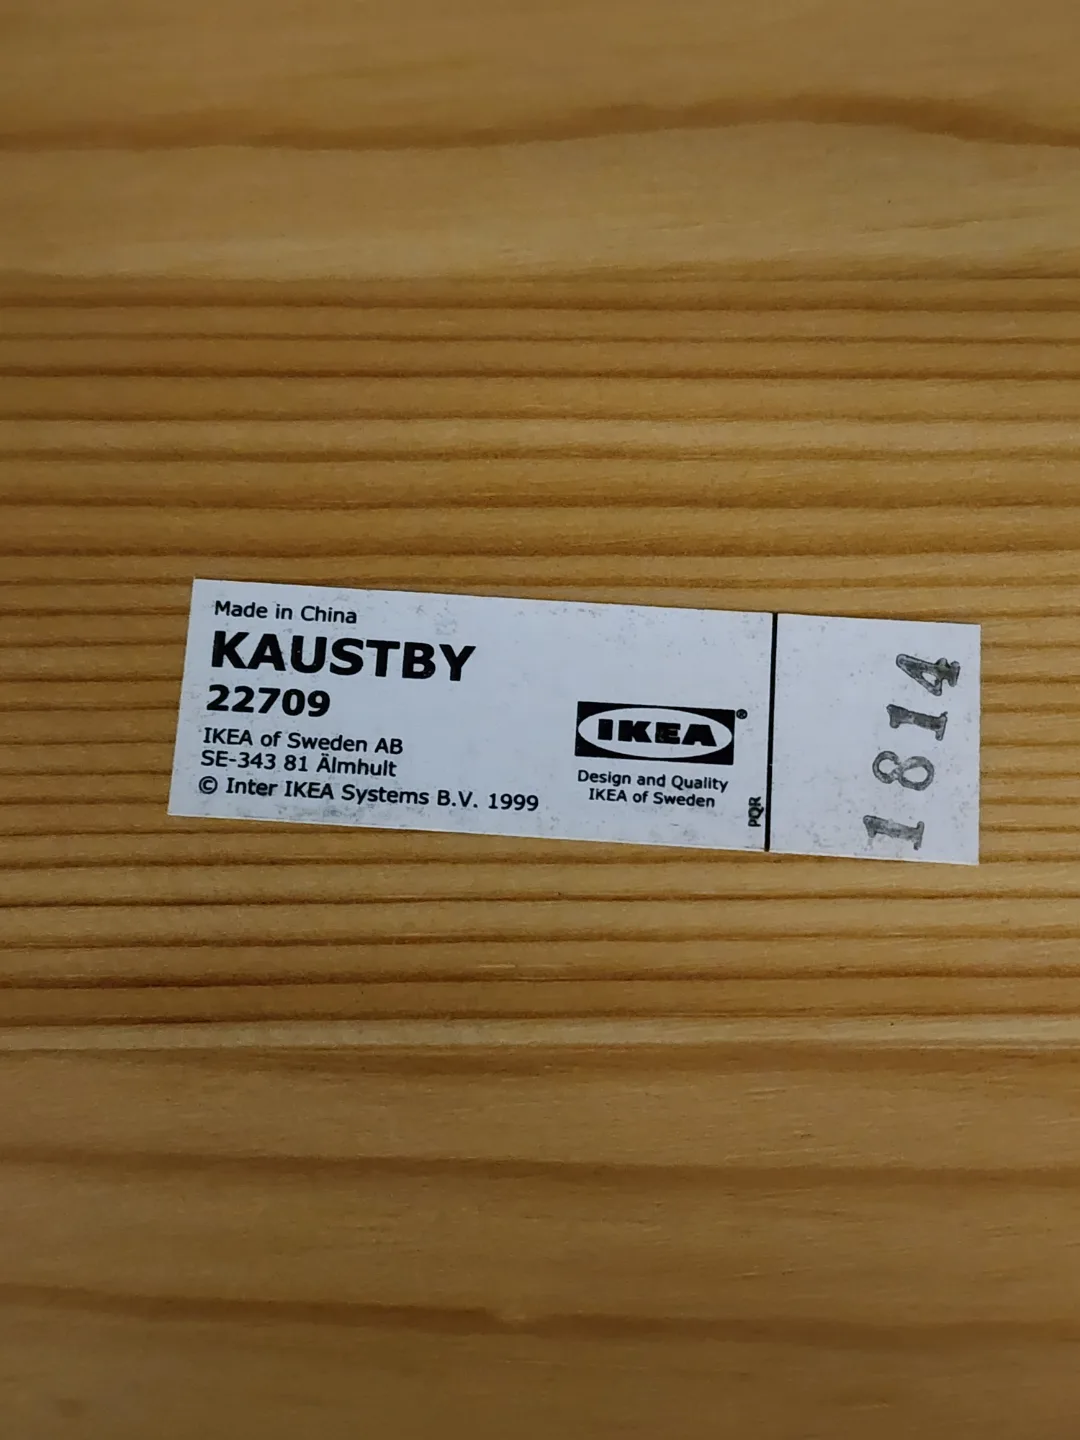 Made in China
KAUSTBY
22709
IKEA of Sweden AB
SE-343 81 Älmhult
© Inter IKEA Systems B.V. 1999
IKEA®
Design and Quality
IKEA of Sweden
PQR
1814